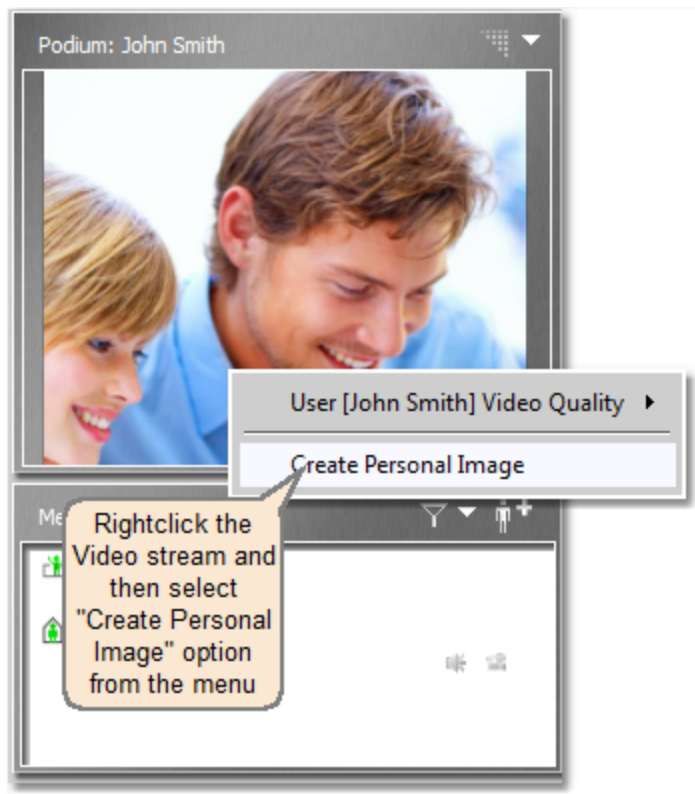 Podium: John Smith
User [John Smith] Video Quality
Create Personal Image
Me
Rightclick the
Video stream and
then select
"Create Personal
Image" option
from the menu